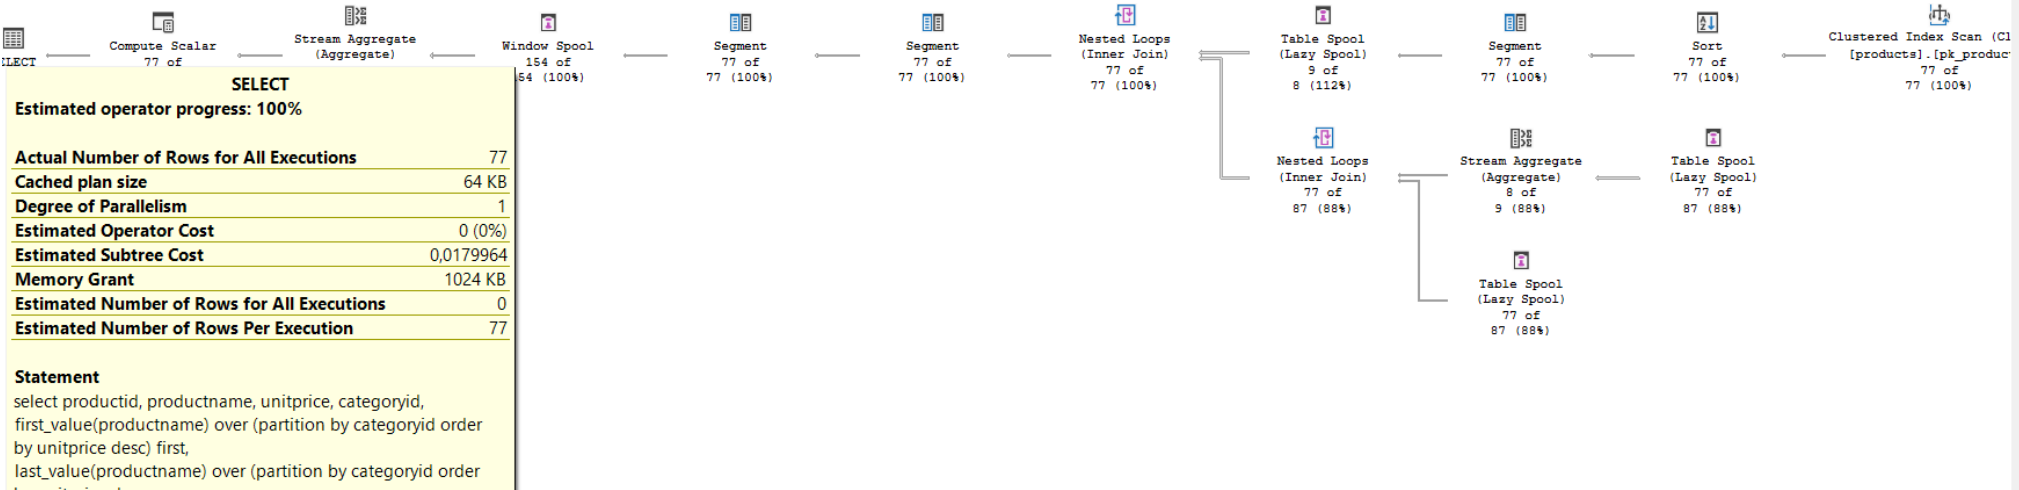 Compute Scalar
77 of
Stream Aggregate
(Aggregate)
Window Spool
154 of
54 (100%)
Segment
77 of
77 (100%)
Segment
77 of
77 (100%)
Nested Loops
(Inner Join)
77 of
77 (100%)
Table Spool
(Lazy Spool)
9 of
8 (112%)
Segment
77 of
77 (100%)
Sort
77 of
77 (100%)
Clustered Index Scan (Cl
[products].[pk_produc
77 of
77 (100%)
ELECT
Nested Loops
(Inner Join)
77 of
87 (88%)
Stream Aggregate
(Aggregate)
8 of
9 (88%)
Table Spool
(Lazy Spool)
77 of
87 (88%)
Table Spool
(Lazy Spool)
77 of
87 (88%)
SELECT
Estimated operator progress: 100%
Actual Number of Rows for All Executions 77
Cached plan size 64 KB
Degree of Parallelism 1
Estimated Operator Cost 0 (0%)
Estimated Subtree Cost 0,0179964
Memory Grant 1024 KB
Estimated Number of Rows for All Executions 0
Estimated Number of Rows Per Execution 77
Statement
select productid, productname, unitprice, categoryid,
first_value(productname) over (partition by categoryid order
by unitprice desc) first,
last_value(productname) over (partition by categoryid order